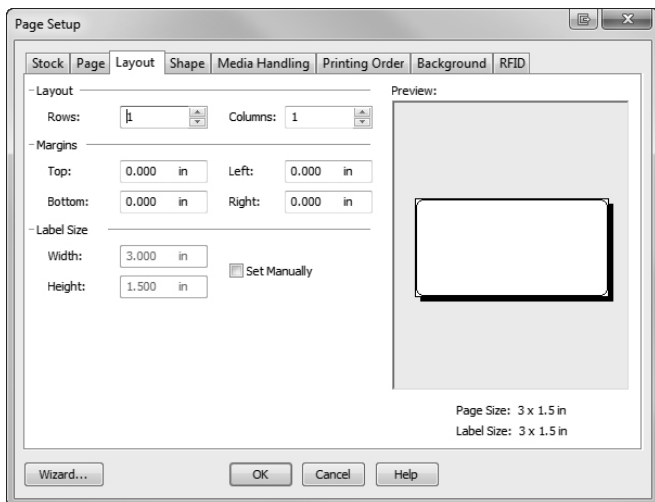 Page Setup
Stock Page Layout Shape Media Handling Printing Order Background RFID
Layout
Rows: 1 Columns: 1
Margins
Top: 0.000 in Left: 0.000 in
Bottom: 0.000 in Right: 0.000 in
Label Size
Width: 3.000 in
Set Manually
Height: 1.500 in
Preview:
Page Size: 3 x 1.5 in
Label Size: 3 x 1.5 in
Wizard... OK Cancel Help